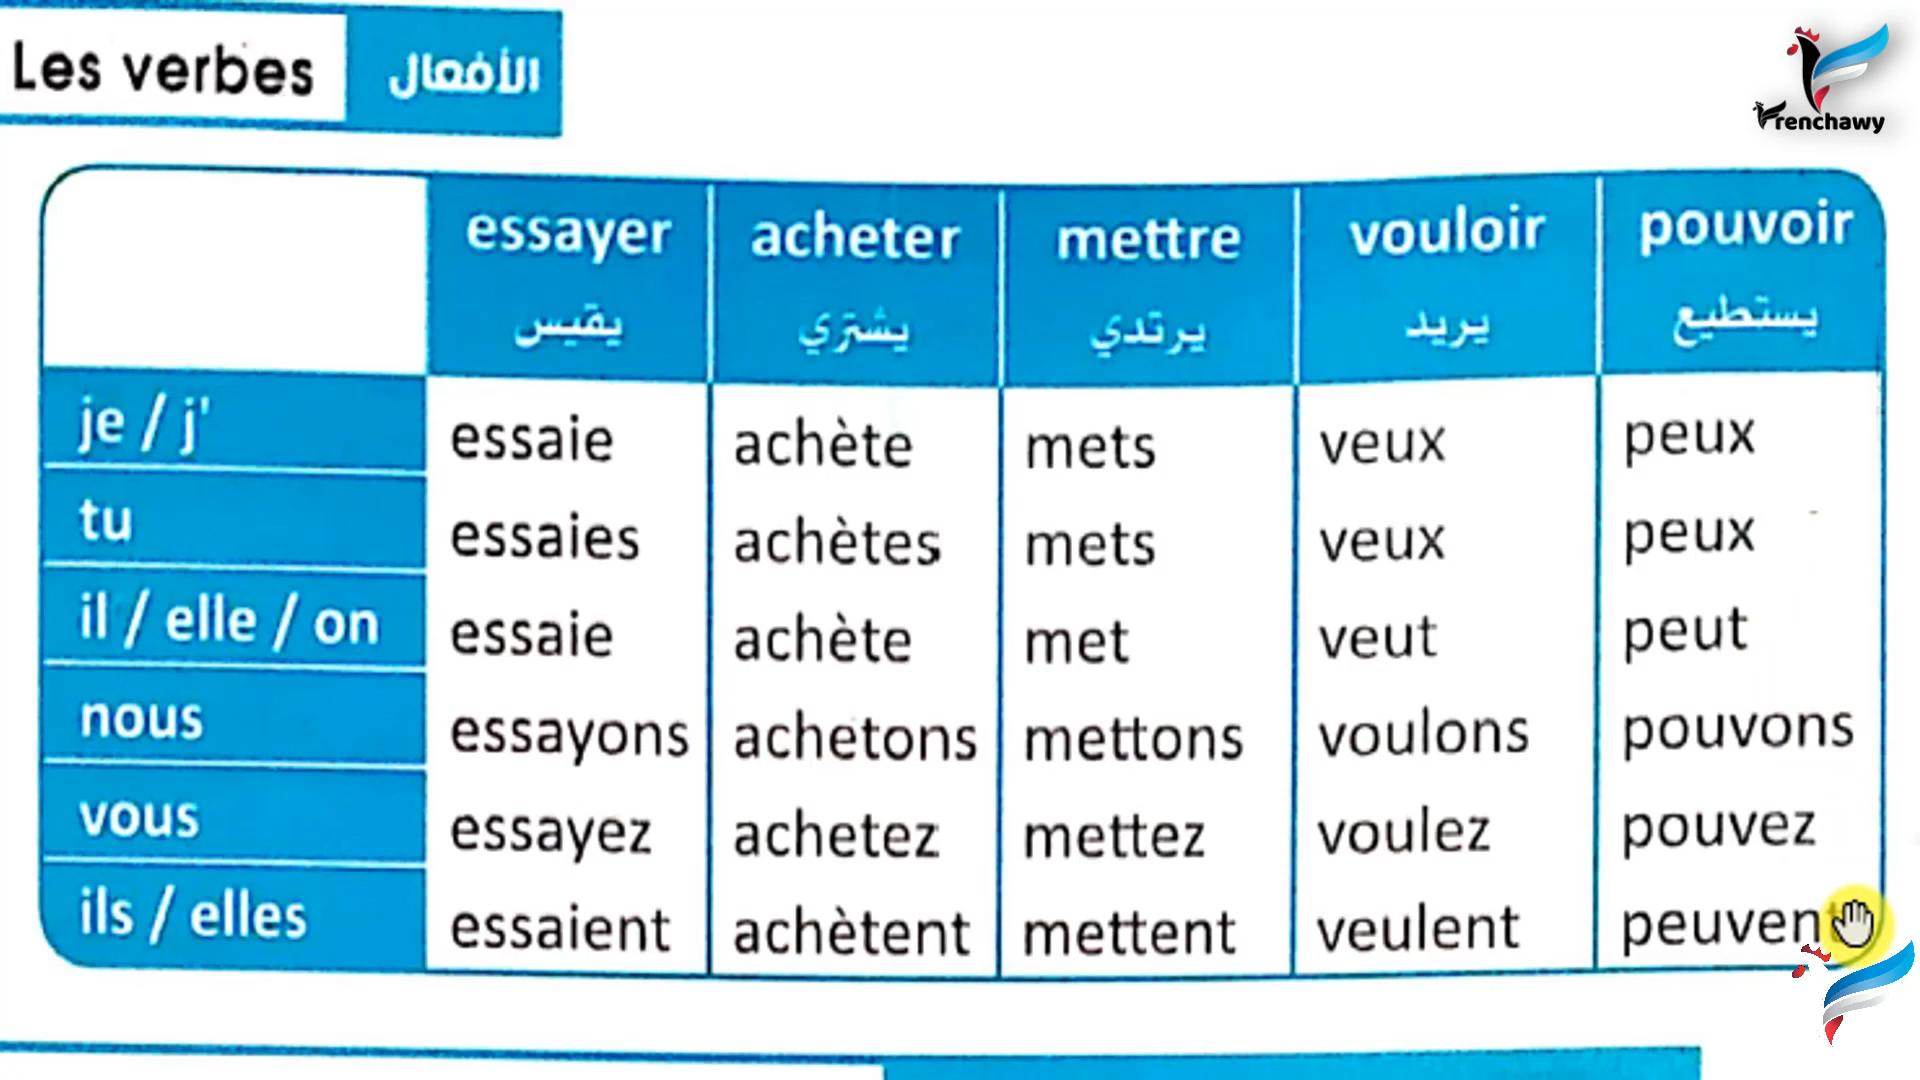 Les verbes الأفعال
Frenchawy
essayer acheter mettre vouloir pouvoir
يقيس يشتري يرتدي يريد يستطيع
je / j' essaie achète mets veux peux
tu essaies achètes mets veux peux
il / elle / on essaie achète met veut peut
nous essayons achetons mettons voulons pouvons
vous essayez achetez mettez voulez pouvez
ils / elles essaient achètent mettent veulent peuvent